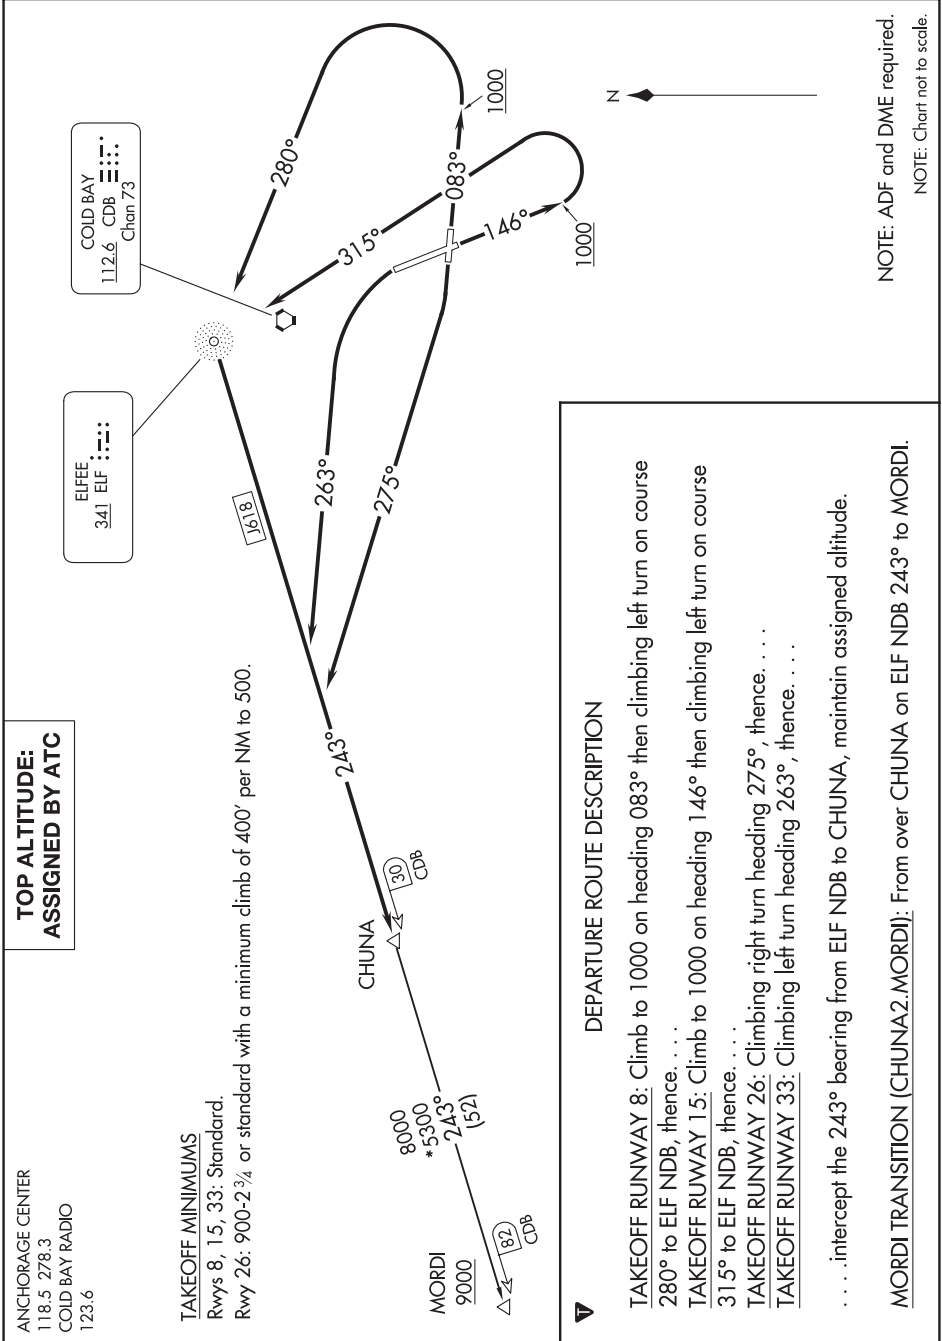 ANCHORAGE CENTER
118.5 278.3
COLD BAY RADIO
123.6
TOP ALTITUDE:
ASSIGNED BY ATC
TAKEOFF MINIMUMS
Rwys 8, 15, 33: Standard.
Rwy 26: 900-2 3/4 or standard with a minimum climb of 400' per NM to 500.
ELFEE
341 ELF
COLD BAY
112.6 CDB
Chan 73
J618
280°
315°
263°
275°
083°
146°
1000
1000
N
243°
CHUNA
30
CDB
8000
*5300
243°
(52)
MORDI
9000
82
CDB
NOTE: ADF and DME required.
NOTE: Chart not to scale.
T
DEPARTURE ROUTE DESCRIPTION
TAKEOFF RUNWAY 8: Climb to 1000 on heading 083° then climbing left turn on course
280° to ELF NDB, thence. . . .
TAKEOFF RUWAY 15: Climb to 1000 on heading 146° then climbing left turn on course
315° to ELF NDB, thence. . . .
TAKEOFF RUNWAY 26: Climbing right turn heading 275°, thence. . . .
TAKEOFF RUNWAY 33: Climbing left turn heading 263°, thence. . . .
. . . .intercept the 243° bearing from ELF NDB to CHUNA, maintain assigned altitude.
MORDI TRANSITION (CHUNA2.MORDI): From over CHUNA on ELF NDB 243° to MORDI.